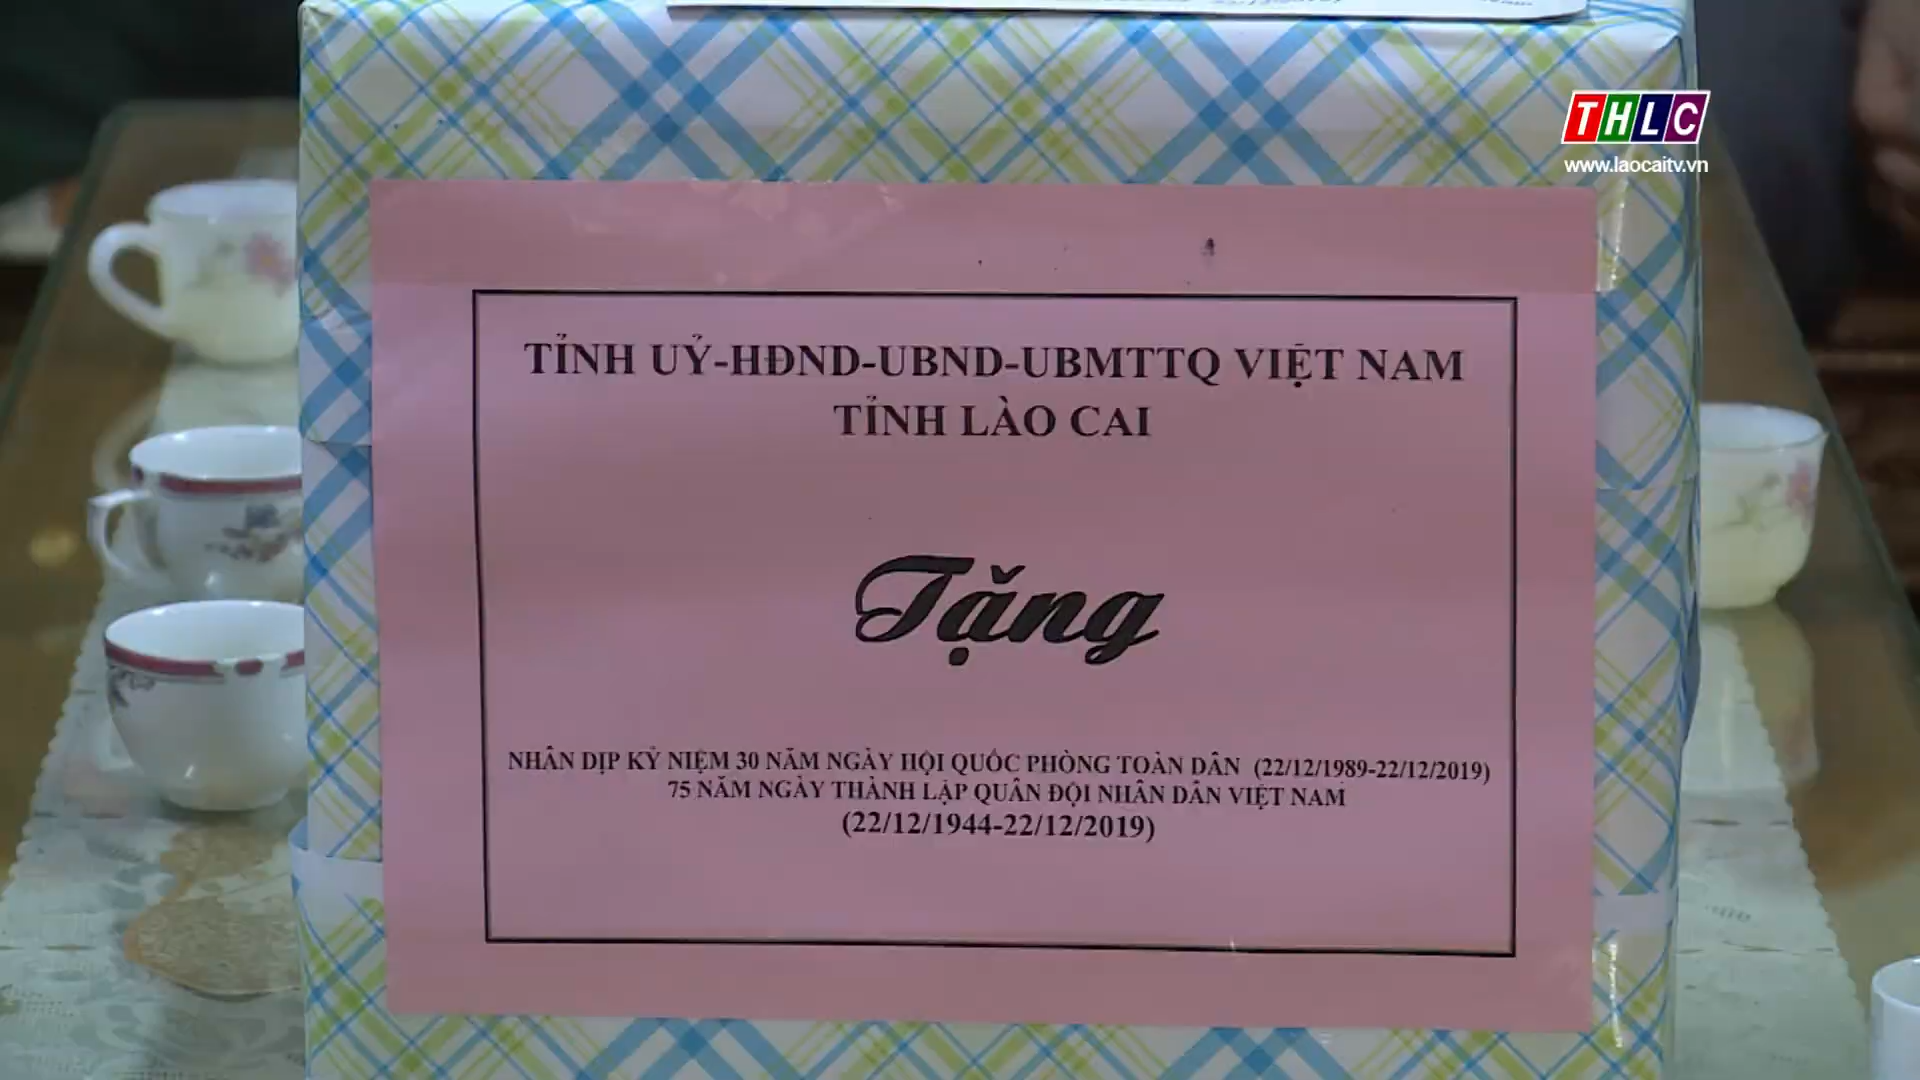 THLC
www.laocaitv.vn
TỈNH UỶ-HĐND-UBND-UBMTTQ VIỆT NAM
TỈNH LÀO CAI
Tặng
NHÂN DỊP KỶ NIỆM 30 NĂM NGÀY HỘI QUỐC PHÒNG TOÀN DÂN (22/12/1989-22/12/2019)
75 NĂM NGÀY THÀNH LẬP QUÂN ĐỘI NHÂN DÂN VIỆT NAM
(22/12/1944-22/12/2019)